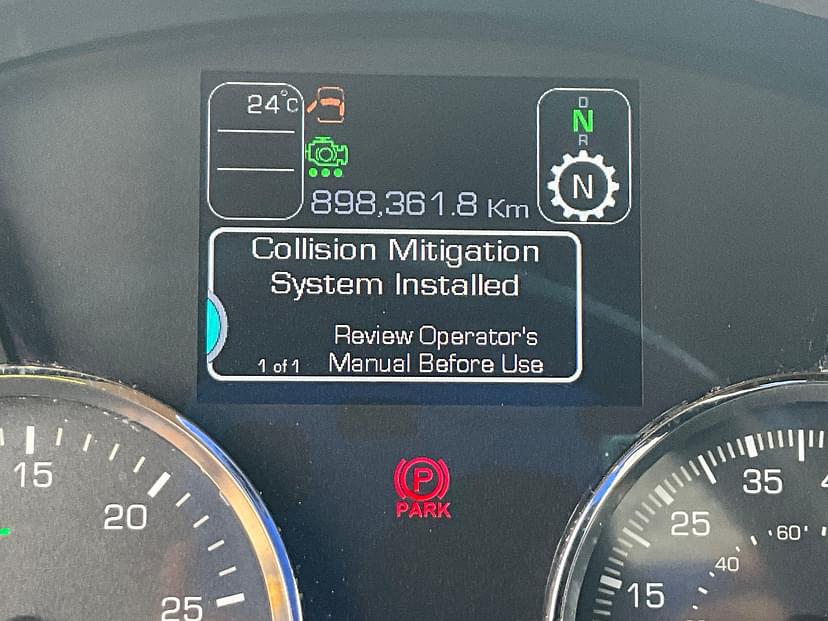 24°C
D
N
R
N
898,361.8 Km
Collision Mitigation
System Installed
Review Operator's
1 of 1 Manual Before Use
P
PARK
15
20
25
35
25
15
60
40